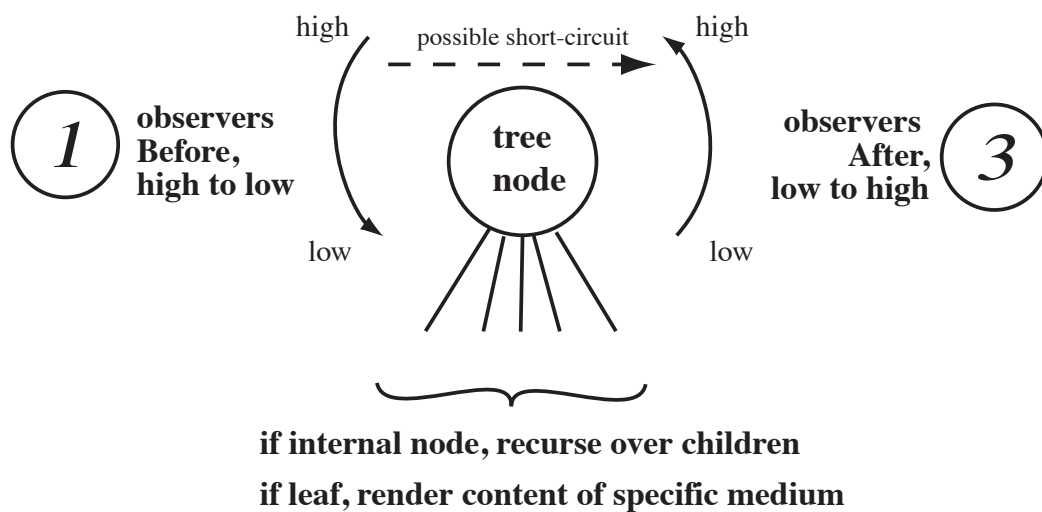 high
possible short-circuit
high
1
observers
Before,
high to low
tree
node
observers
After,
low to high
3
low
low
if internal node, recurse over children
if leaf, render content of specific medium